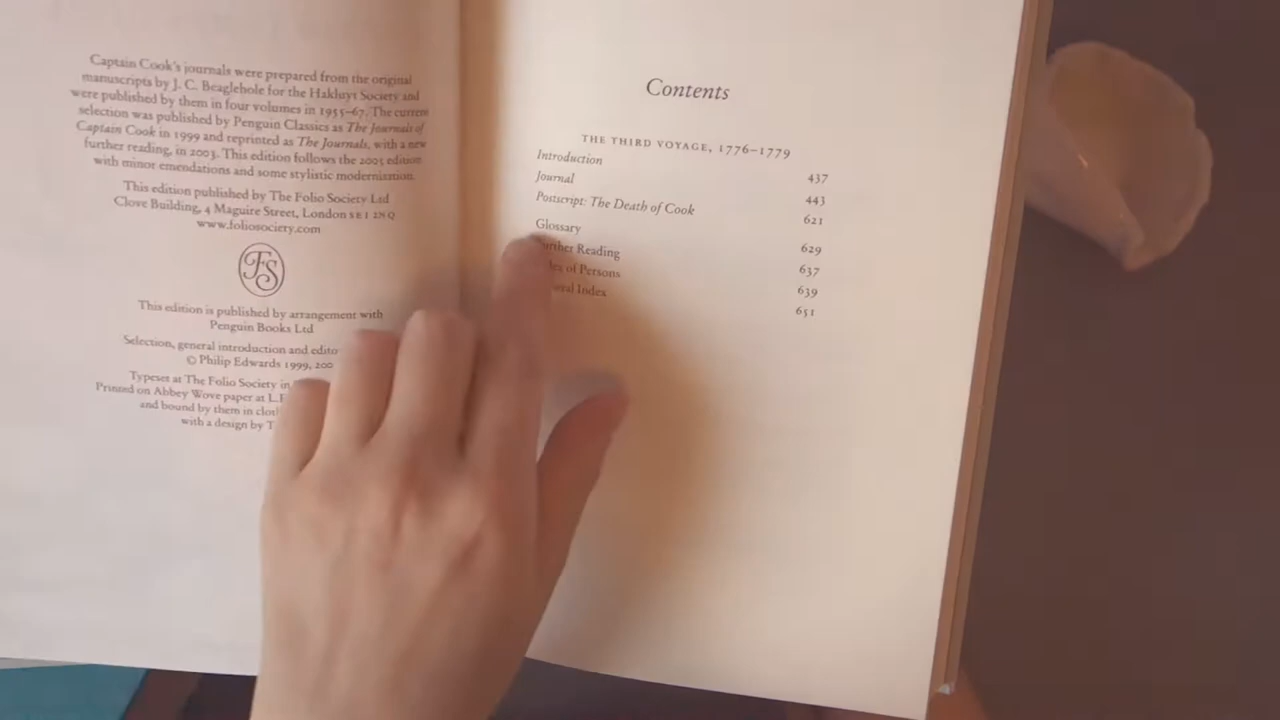 Captain Cook's journals were prepared from the original
manuscripts by J. C. Beaglehole for the Hakluyt Society and
were published by them in four volumes in 1955–67. The current
selection was published by Penguin Classics as The Journals of
Captain Cook in 1999 and reprinted as The Journals, with a new
further reading, in 2003. This edition follows the 2003 edition
with minor emendations and some stylistic modernisation.
This edition published by The Folio Society Ltd
Clove Building, 4 Maguire Street, London SE1 2NQ
www.foliosociety.com
FS
This edition is published by arrangement with
Penguin Books Ltd
Selection, general introduction and
© Philip Edwards 1999,
Typeset at The Folio Society in
Printed on Abbey Wove paper at
and bound by them in
with a design by
Contents
THE THIRD VOYAGE, 1776–1779
Introduction 437
Journal 443
Postscript: The Death of Cook 621
Glossary 629
Further Reading 637
of Persons 639
Index 651